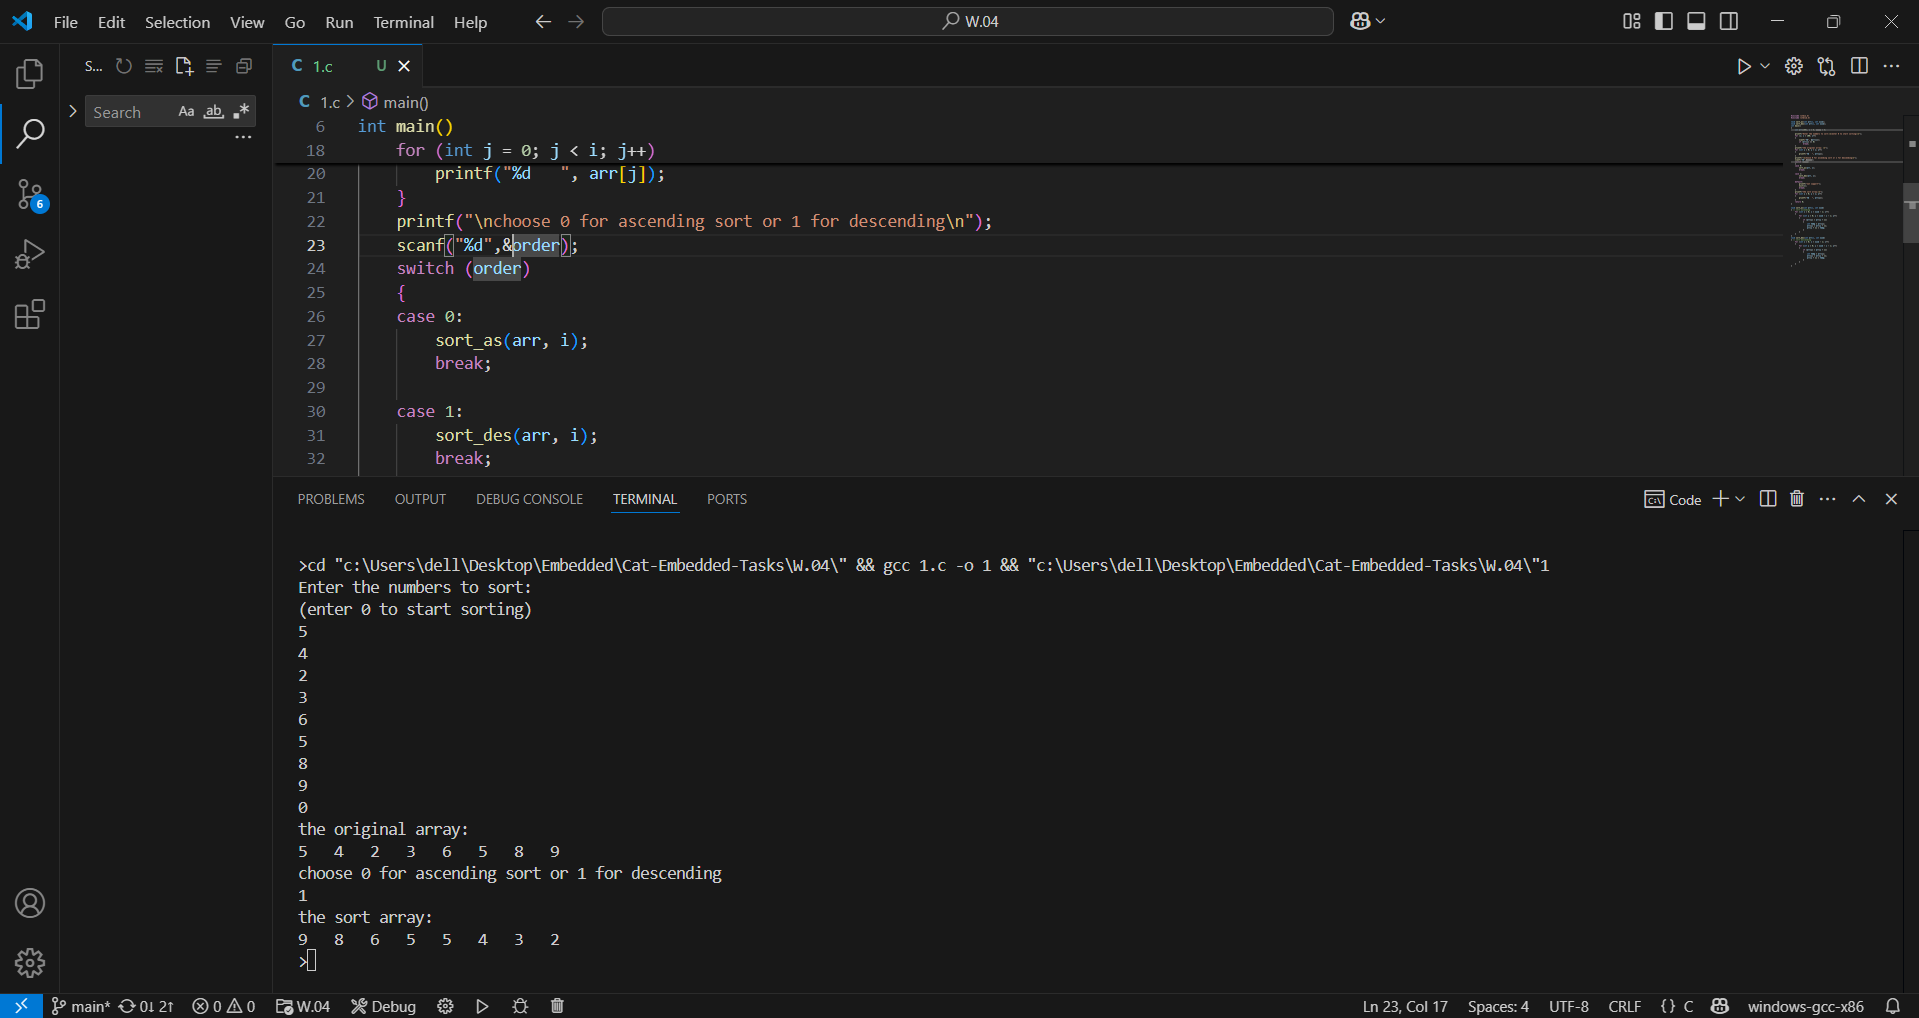 File Edit Selection View Go Run Terminal Help W.04
S... 1.c U
Search Aa ab
1.c > main()
6 int main()
18 for (int j = 0; j < i; j++)
20 printf("%d   ", arr[j]);
21 }
22 printf("\nchoose 0 for ascending sort or 1 for descending\n");
23 scanf("%d",&order);
24 switch (order)
25 {
26 case 0:
27 sort_as(arr, i);
28 break;
29
30 case 1:
31 sort_des(arr, i);
32 break;
6
PROBLEMS OUTPUT DEBUG CONSOLE TERMINAL PORTS Code
>cd "c:\Users\dell\Desktop\Embedded\Cat-Embedded-Tasks\W.04\" && gcc 1.c -o 1 && "c:\Users\dell\Desktop\Embedded\Cat-Embedded-Tasks\W.04\"1
Enter the numbers to sort:
(enter 0 to start sorting)
5
4
2
3
6
5
8
9
0
the original array:
5   4   2   3   6   5   8   9
choose 0 for ascending sort or 1 for descending
1
the sort array:
9   8   6   5   5   4   3   2
>
main* 0↓ 2↑ 0 0 W.04 Debug Ln 23, Col 17 Spaces: 4 UTF-8 CRLF {} C windows-gcc-x86